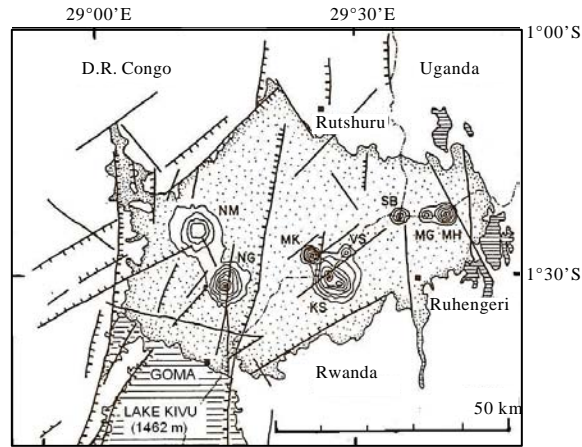 29°00'E
29°30'E
1°00'S
D.R. Congo
Uganda
Rutshuru
NM
SB
MG
MH
NG
MK
VS
KS
1°30'S
Ruhengeri
GOMA
Rwanda
LAKE KIVU
(1462 m)
50 km